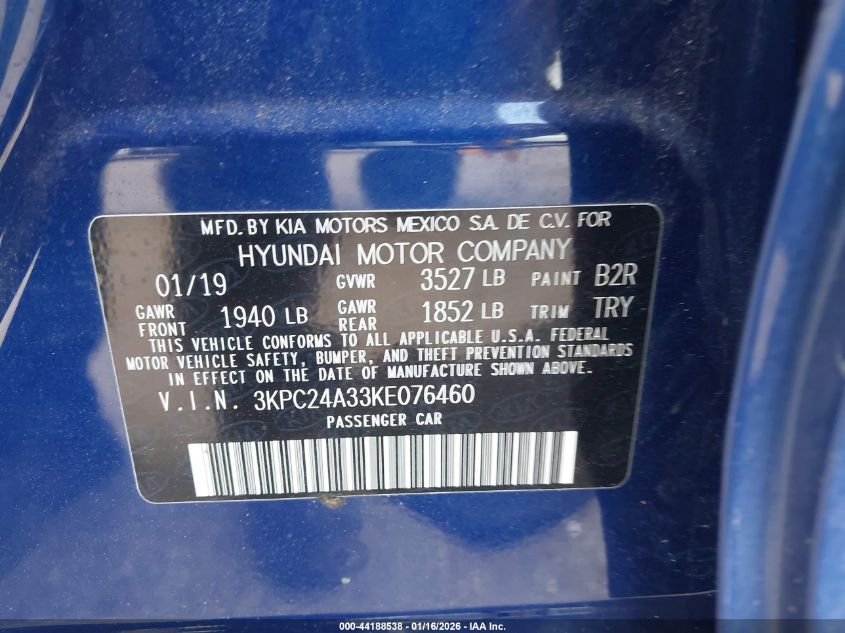 MFD. BY KIA MOTORS MEXICO S.A. DE C.V. FOR
HYUNDAI MOTOR COMPANY
01/19 GVWR 3527 LB PAINT B2R
GAWR FRONT 1940 LB GAWR REAR 1852 LB TRIM TRY
THIS VEHICLE CONFORMS TO ALL APPLICABLE U.S.A. FEDERAL
MOTOR VEHICLE SAFETY, BUMPER, AND THEFT PREVENTION STANDARDS
IN EFFECT ON THE DATE OF MANUFACTURE SHOWN ABOVE.
V.I.N. 3KPC24A33KE076460
PASSENGER CAR
000-44188538 - 01/16/2026 - IAA Inc.